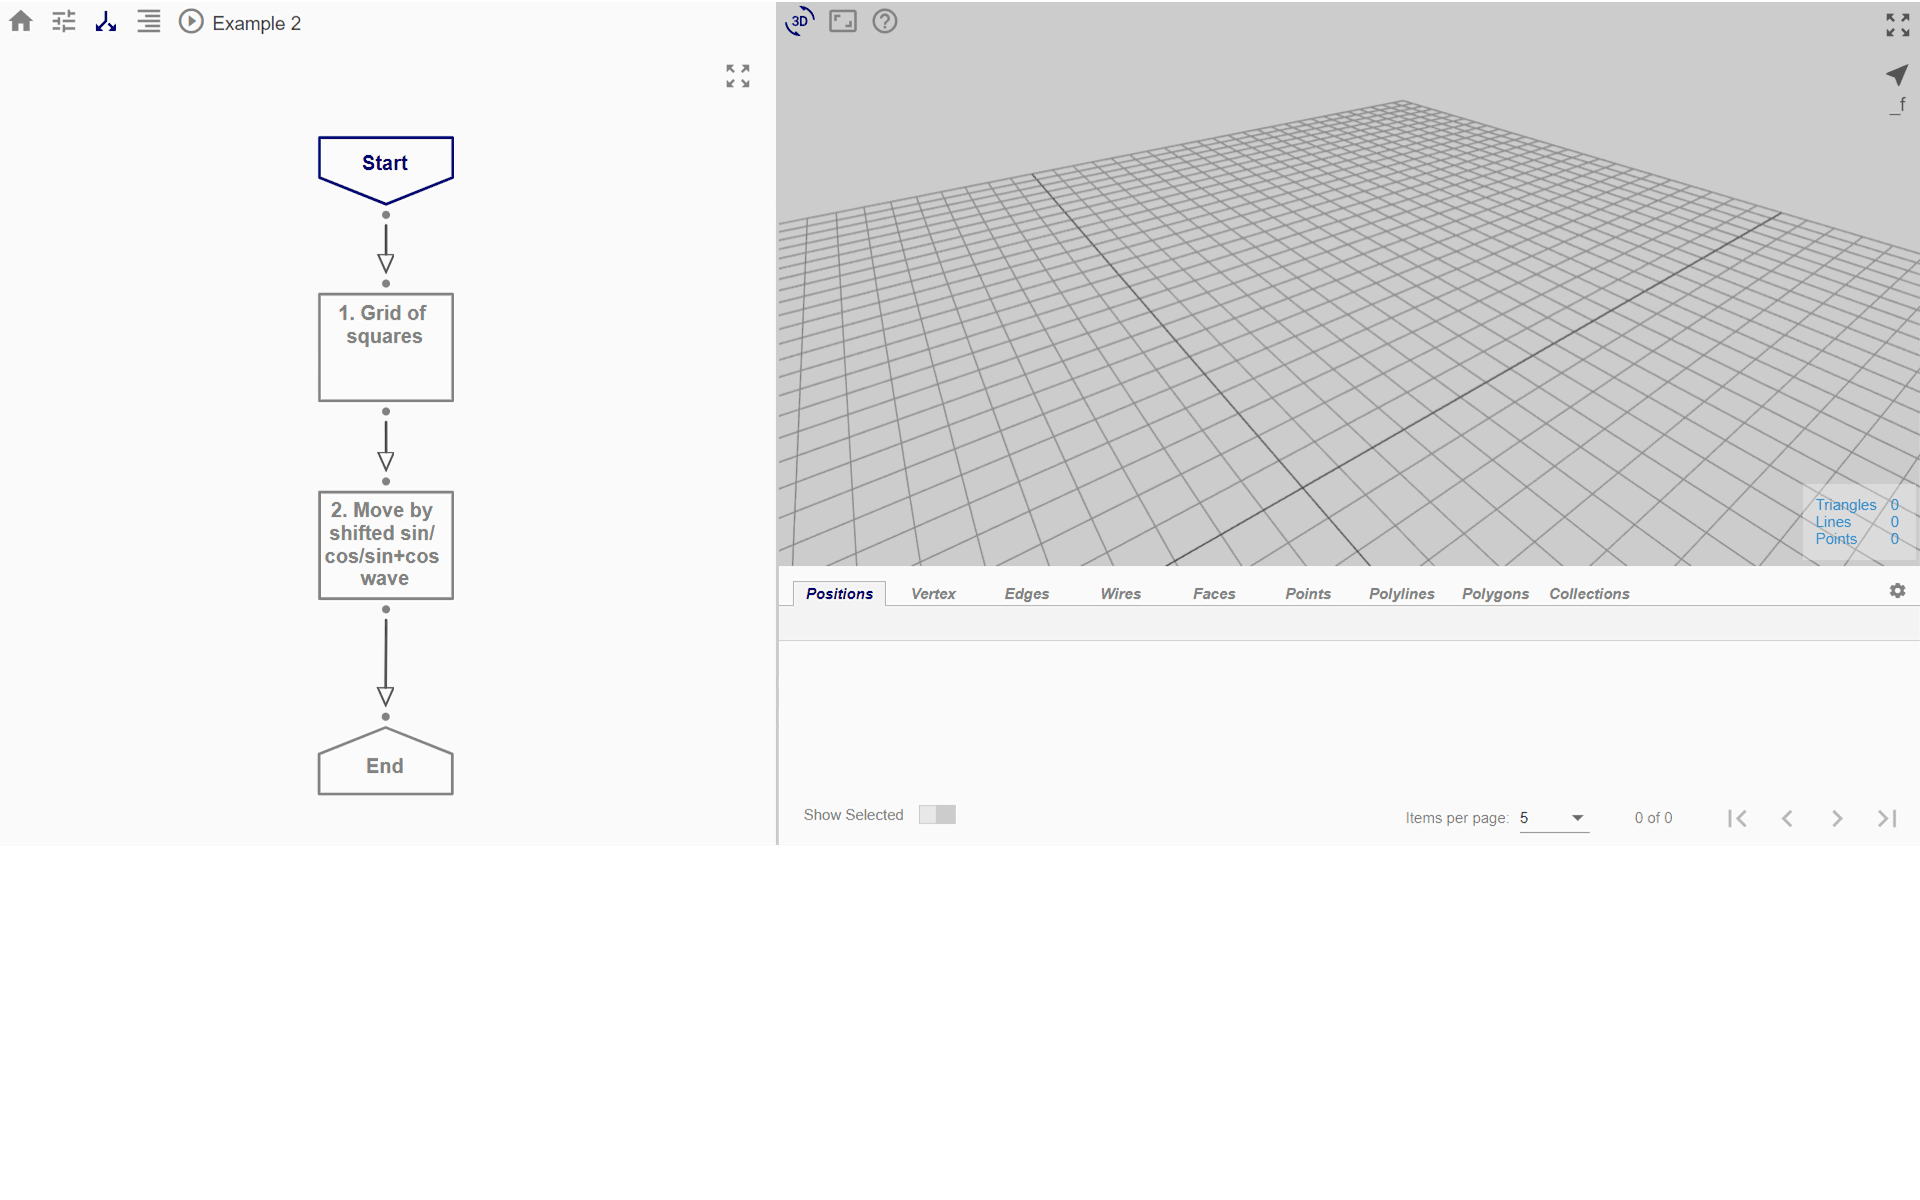 Example 2
Start
1. Grid of
squares
2. Move by
shifted sin/
cos/sin+cos
wave
End
3D
_f
Triangles 0
Lines 0
Points 0
Positions Vertex Edges Wires Faces Points Polylines Polygons Collections
Show Selected
Items per page: 5 0 of 0